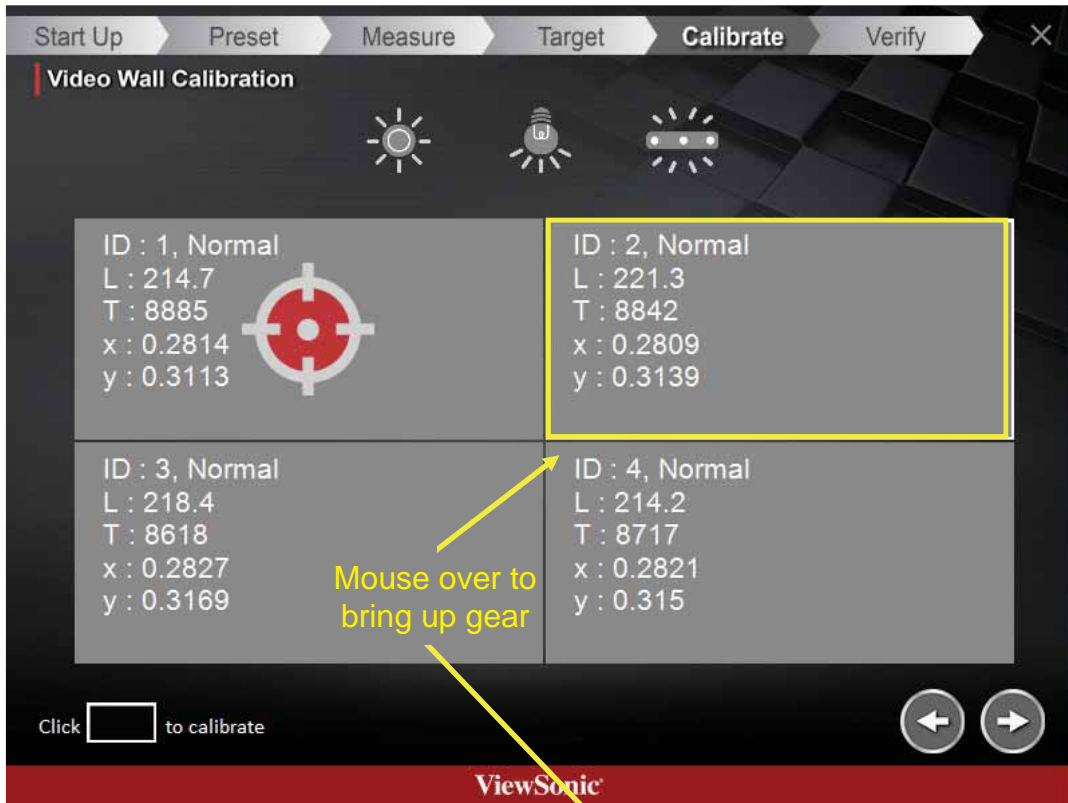 Start Up Preset Measure Target Calibrate Verify
Video Wall Calibration
ID : 1, Normal
L : 214.7
T : 8885
x : 0.2814
y : 0.3113
ID : 2, Normal
L : 221.3
T : 8842
x : 0.2809
y : 0.3139
ID : 3, Normal
L : 218.4
T : 8618
x : 0.2827
y : 0.3169
ID : 4, Normal
L : 214.2
T : 8717
x : 0.2821
y : 0.315
Mouse over to
bring up gear
Click to calibrate
ViewSonic